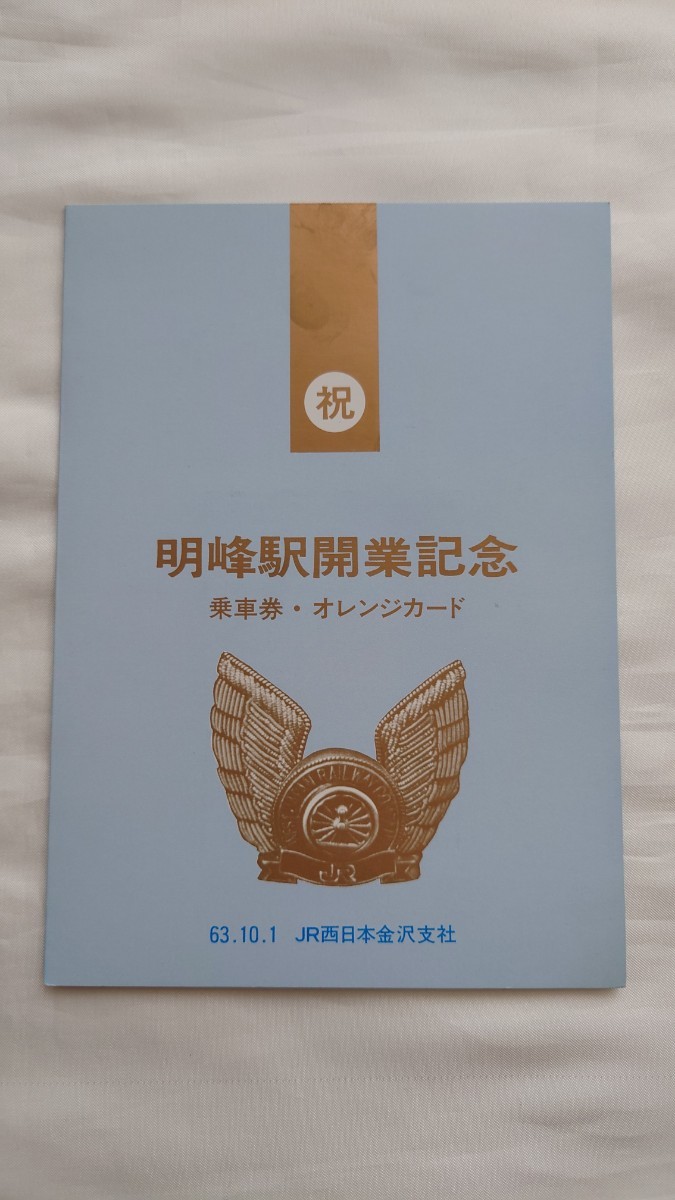 祝
明峰駅開業記念
乗車券・オレンジカード
JR
63.10.1 JR西日本金沢支社